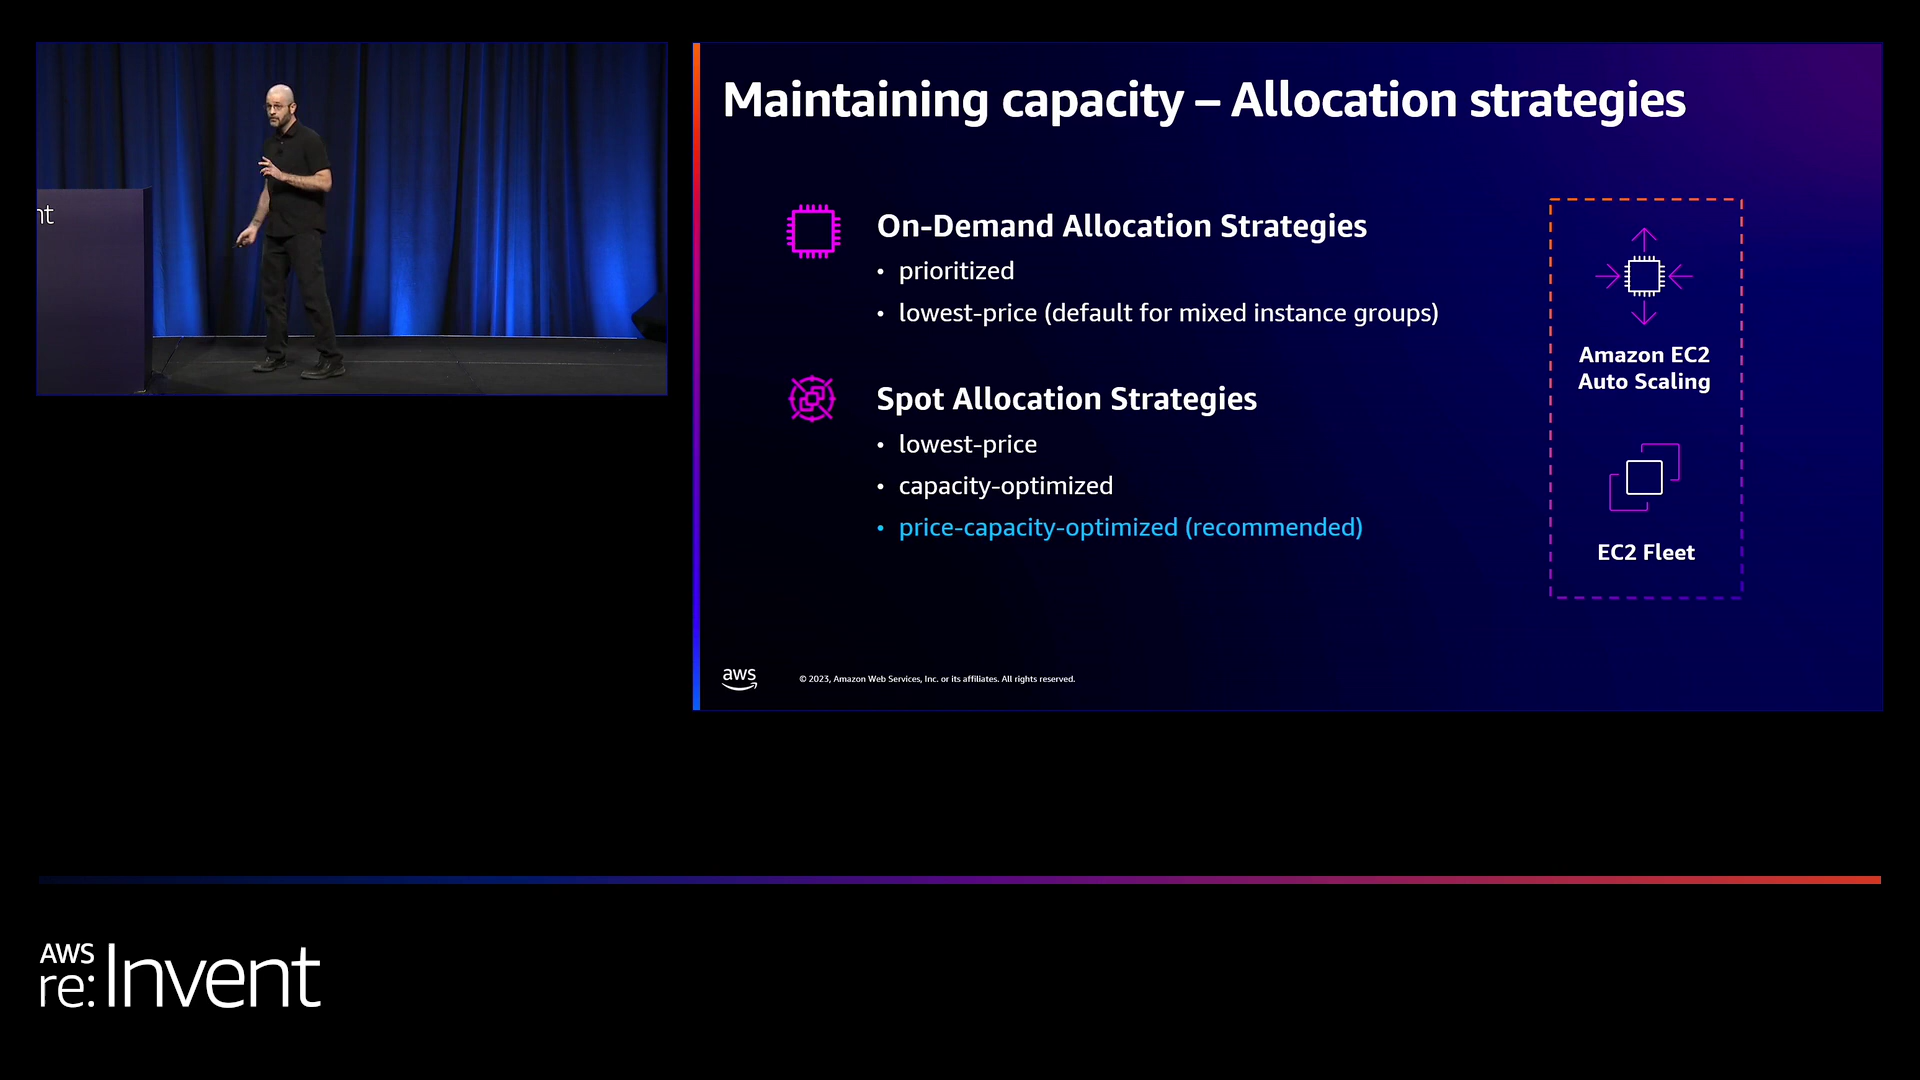 nt
Maintaining capacity – Allocation strategies
On-Demand Allocation Strategies
• prioritized
• lowest-price (default for mixed instance groups)
Spot Allocation Strategies
• lowest-price
• capacity-optimized
• price-capacity-optimized (recommended)
Amazon EC2
Auto Scaling
EC2 Fleet
aws
© 2023, Amazon Web Services, Inc. or its affiliates. All rights reserved.
AWS
re:Invent